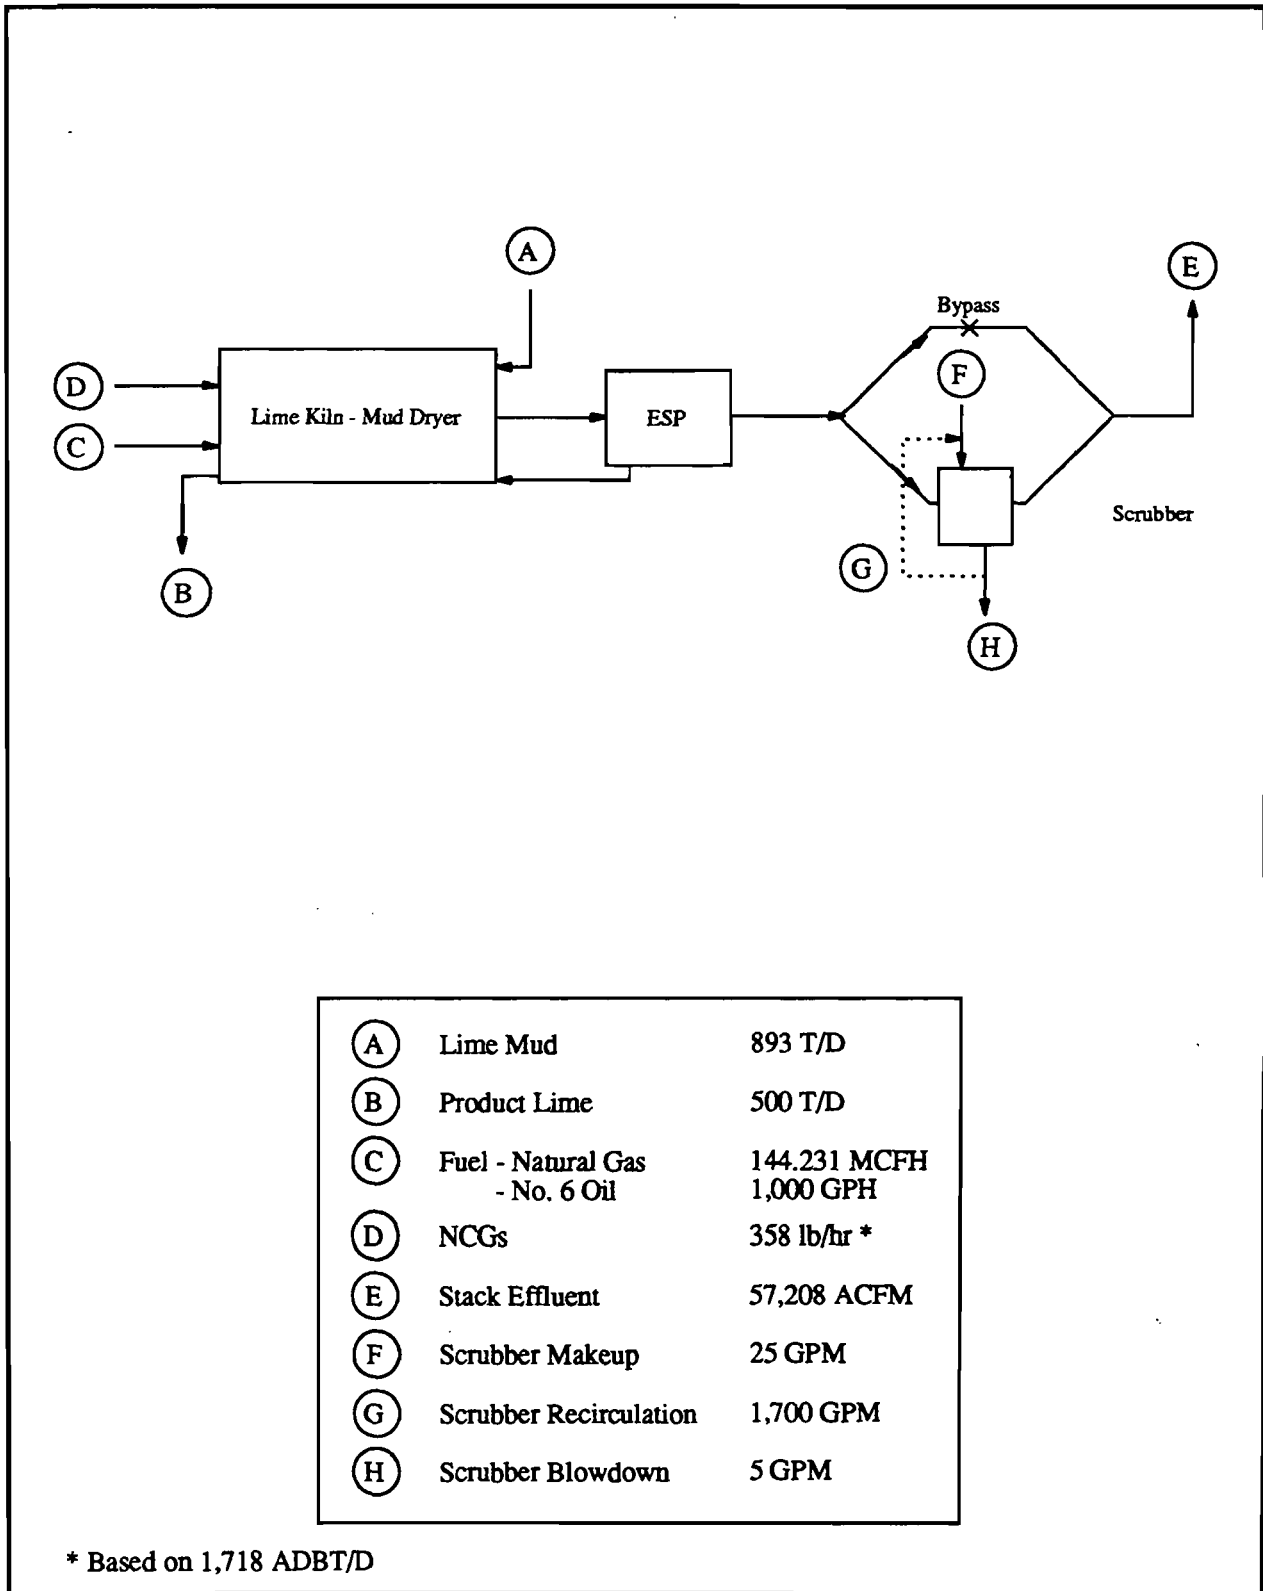 A
E
Bypass
F
D
Lime Kiln - Mud Dryer
ESP
C
Scrubber
G
B
H
A Lime Mud 893 T/D
B Product Lime 500 T/D
C Fuel - Natural Gas 144.231 MCFH
- No. 6 Oil 1,000 GPH
D NCGs 358 lb/hr *
E Stack Effluent 57,208 ACFM
F Scrubber Makeup 25 GPM
G Scrubber Recirculation 1,700 GPM
H Scrubber Blowdown 5 GPM
* Based on 1,718 ADBT/D